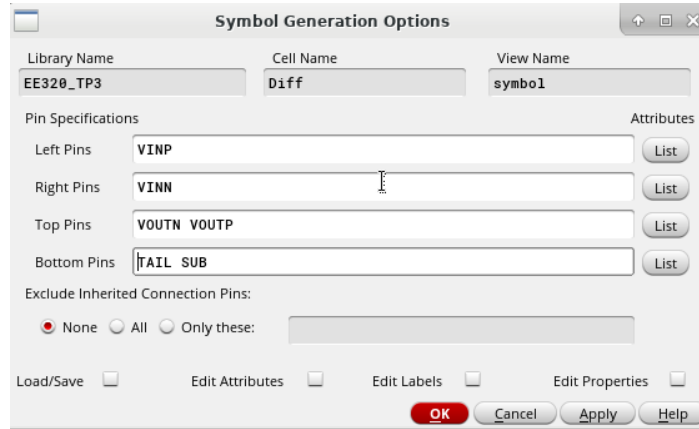 Symbol Generation Options
Library Name Cell Name View Name
EE320_TP3 Diff symbol
Pin Specifications Attributes
Left Pins VINP List
Right Pins VINN List
Top Pins VOUTN VOUTP List
Bottom Pins TAIL SUB List
Exclude Inherited Connection Pins:
None All Only these:
Load/Save Edit Attributes Edit Labels Edit Properties
OK Cancel Apply Help